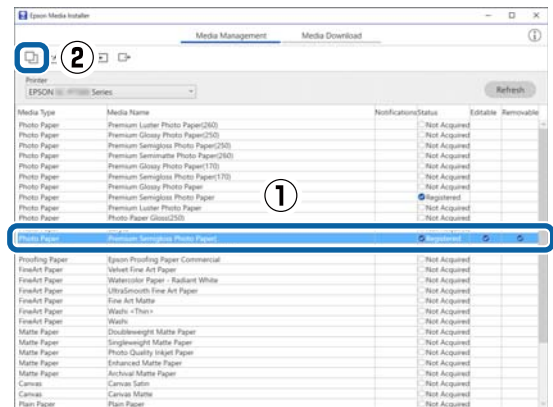 Epson Media Installer
Media Management Media Download
②
Printer
EPSON Series
Refresh
Media Type Media Name Notifications Status Editable Removable
Photo Paper Premium Luster Photo Paper(260) Not Acquired
Photo Paper Premium Glossy Photo Paper(250) Not Acquired
Photo Paper Premium Semigloss Photo Paper(250) Not Acquired
Photo Paper Premium Semimatte Photo Paper(260) Not Acquired
Photo Paper Premium Glossy Photo Paper(170) Not Acquired
Photo Paper Premium Semigloss Photo Paper(170) Not Acquired
Photo Paper Premium Glossy Photo Paper Not Acquired
Photo Paper Premium Semigloss Photo Paper Registered
Photo Paper Premium Luster Photo Paper Not Acquired
Photo Paper Photo Paper Gloss(250) Not Acquired
①
Photo Paper Premium Semigloss Photo Paper( Registered
Proofing Paper Epson Proofing Paper Commercial Not Acquired
FineArt Paper Velvet Fine Art Paper Not Acquired
FineArt Paper Watercolor Paper - Radiant White Not Acquired
FineArt Paper UltraSmooth Fine Art Paper Not Acquired
FineArt Paper Fine Art Matte Not Acquired
FineArt Paper Washi <Thin> Not Acquired
FineArt Paper Washi Not Acquired
Matte Paper Doubleweight Matte Paper Not Acquired
Matte Paper Singleweight Matte Paper Not Acquired
Matte Paper Photo Quality Inkjet Paper Not Acquired
Matte Paper Enhanced Matte Paper Not Acquired
Matte Paper Archival Matte Paper Not Acquired
Canvas Canvas Satin Not Acquired
Canvas Canvas Matte Not Acquired
Plain Paper Plain Paper Not Acquired